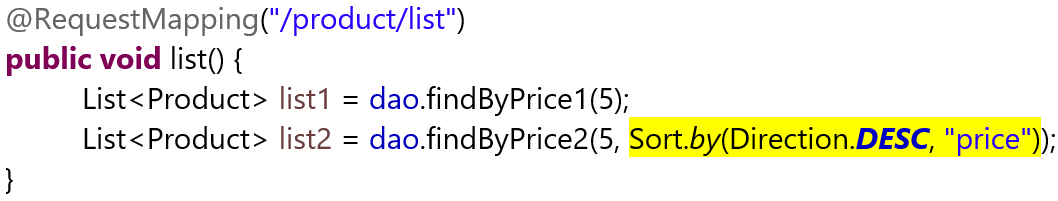 @RequestMapping("/product/list")
public void list() {
List<Product> list1 = dao.findByPrice1(5);
List<Product> list2 = dao.findByPrice2(5, Sort.by(Direction.DESC, "price"));
}